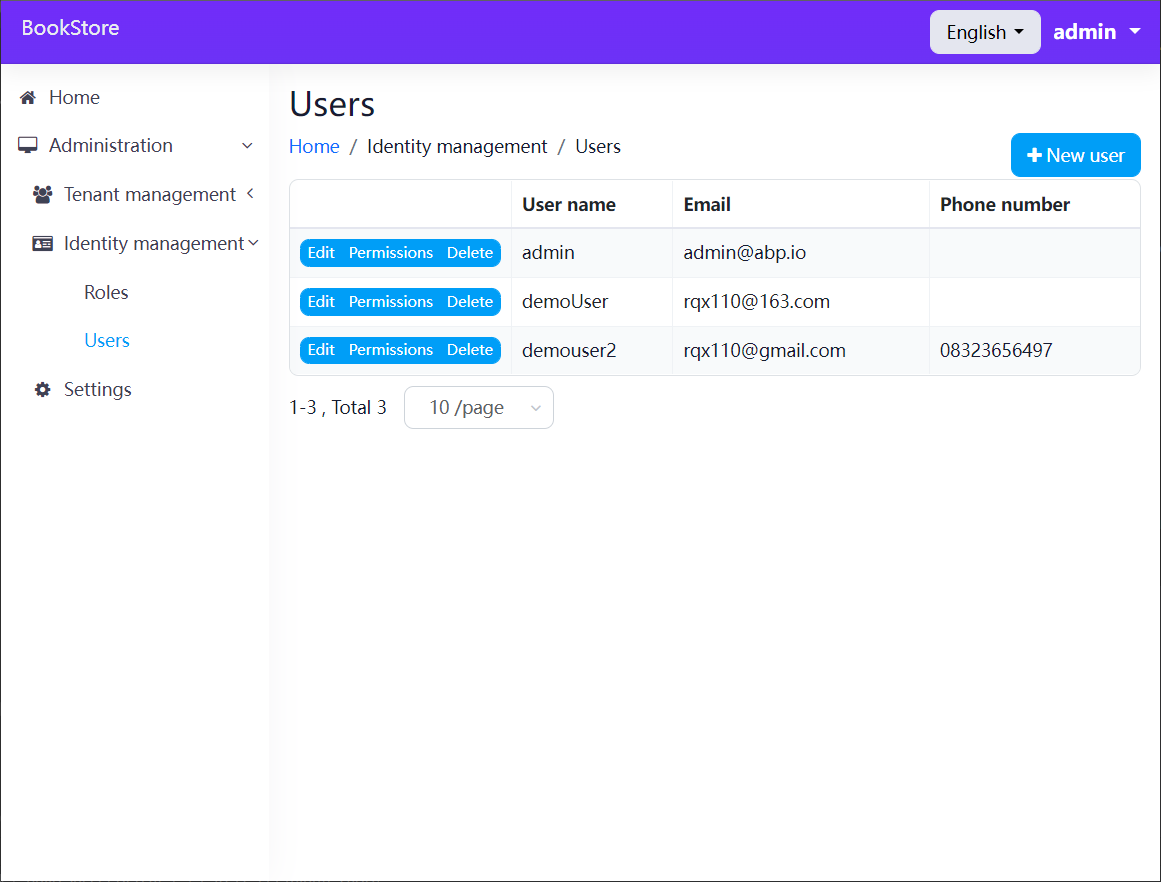 BookStore
English
admin
Home
Administration
Tenant management
Identity management
Roles
Users
Settings
Users
Home / Identity management / Users
New user
User name Email Phone number
Edit Permissions Delete admin admin@abp.io
Edit Permissions Delete demoUser rqx110@163.com
Edit Permissions Delete demouser2 rqx110@gmail.com 08323656497
1-3 , Total 3 10 /page